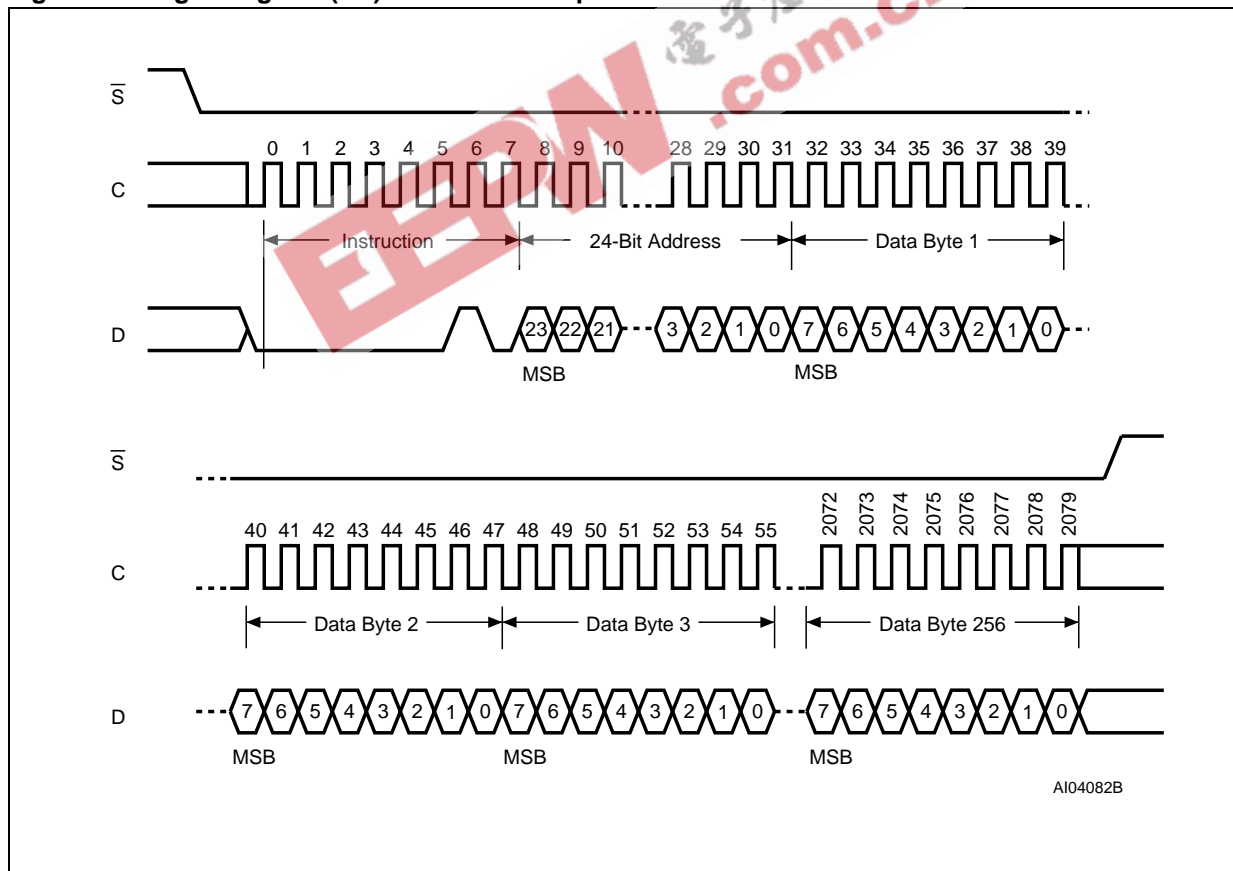 S
0 1 2 3 4 5 6 7 8 9 10 28 29 30 31 32 33 34 35 36 37 38 39
C
Instruction 24-Bit Address Data Byte 1
D 23 22 21 3 2 1 0 7 6 5 4 3 2 1 0
MSB MSB
S
40 41 42 43 44 45 46 47 48 49 50 51 52 53 54 55 2072 2073 2074 2075 2076 2077 2078 2079
C
Data Byte 2 Data Byte 3 Data Byte 256
D 7 6 5 4 3 2 1 0 7 6 5 4 3 2 1 0 7 6 5 4 3 2 1 0
MSB MSB MSB
AI04082B
EEPW
.com.c